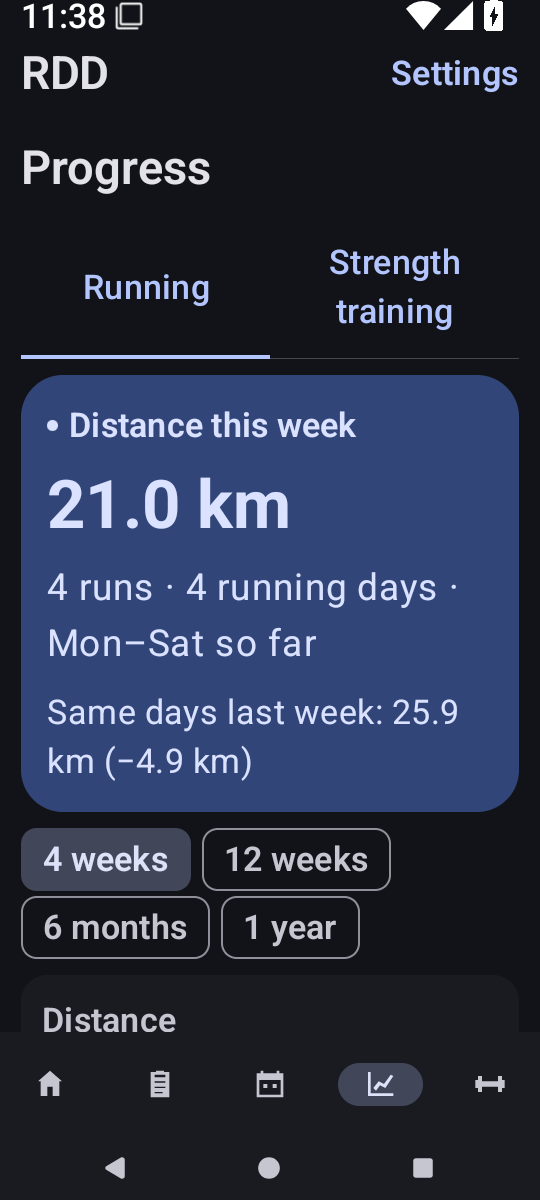 11:38
RDD
Settings
Progress
Running
Strength
training
• Distance this week
21.0 km
4 runs · 4 running days ·
Mon–Sat so far
Same days last week: 25.9
km (−4.9 km)
4 weeks
12 weeks
6 months
1 year
Distance